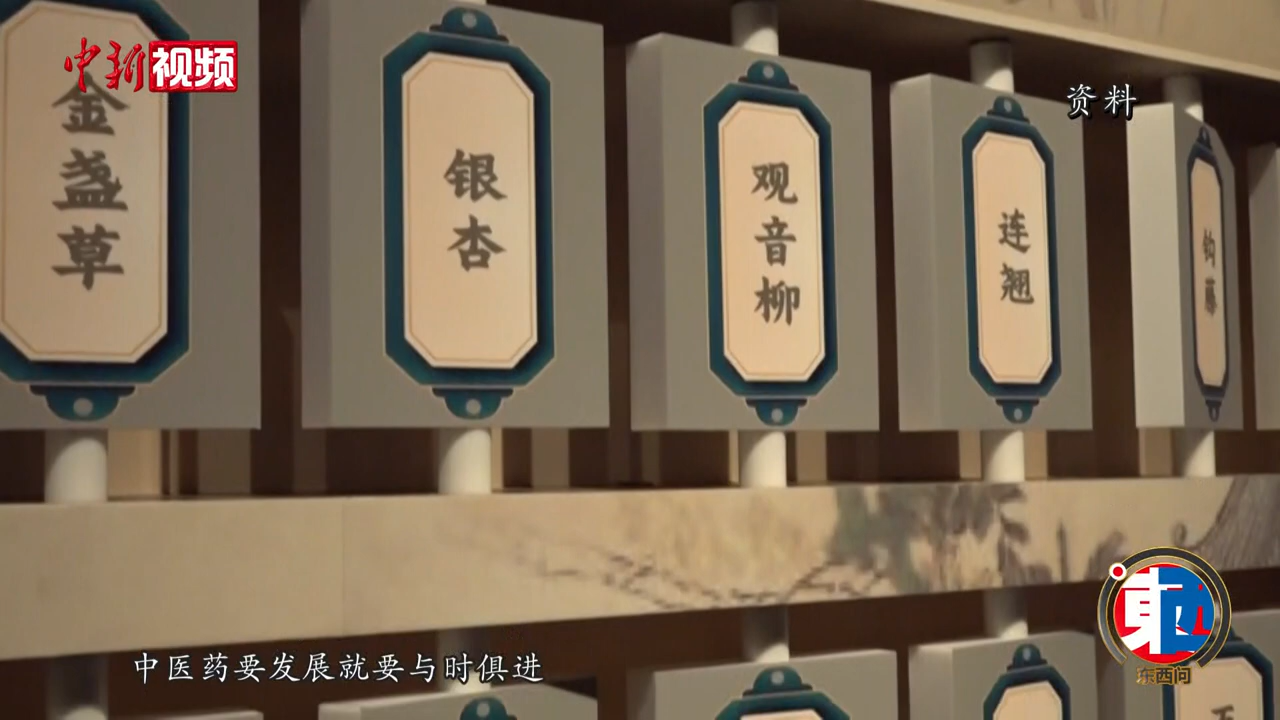 中新视频
资料
金盏草
银杏
观音柳
连翘
钩藤
中医药要发展就要与时俱进
东西问